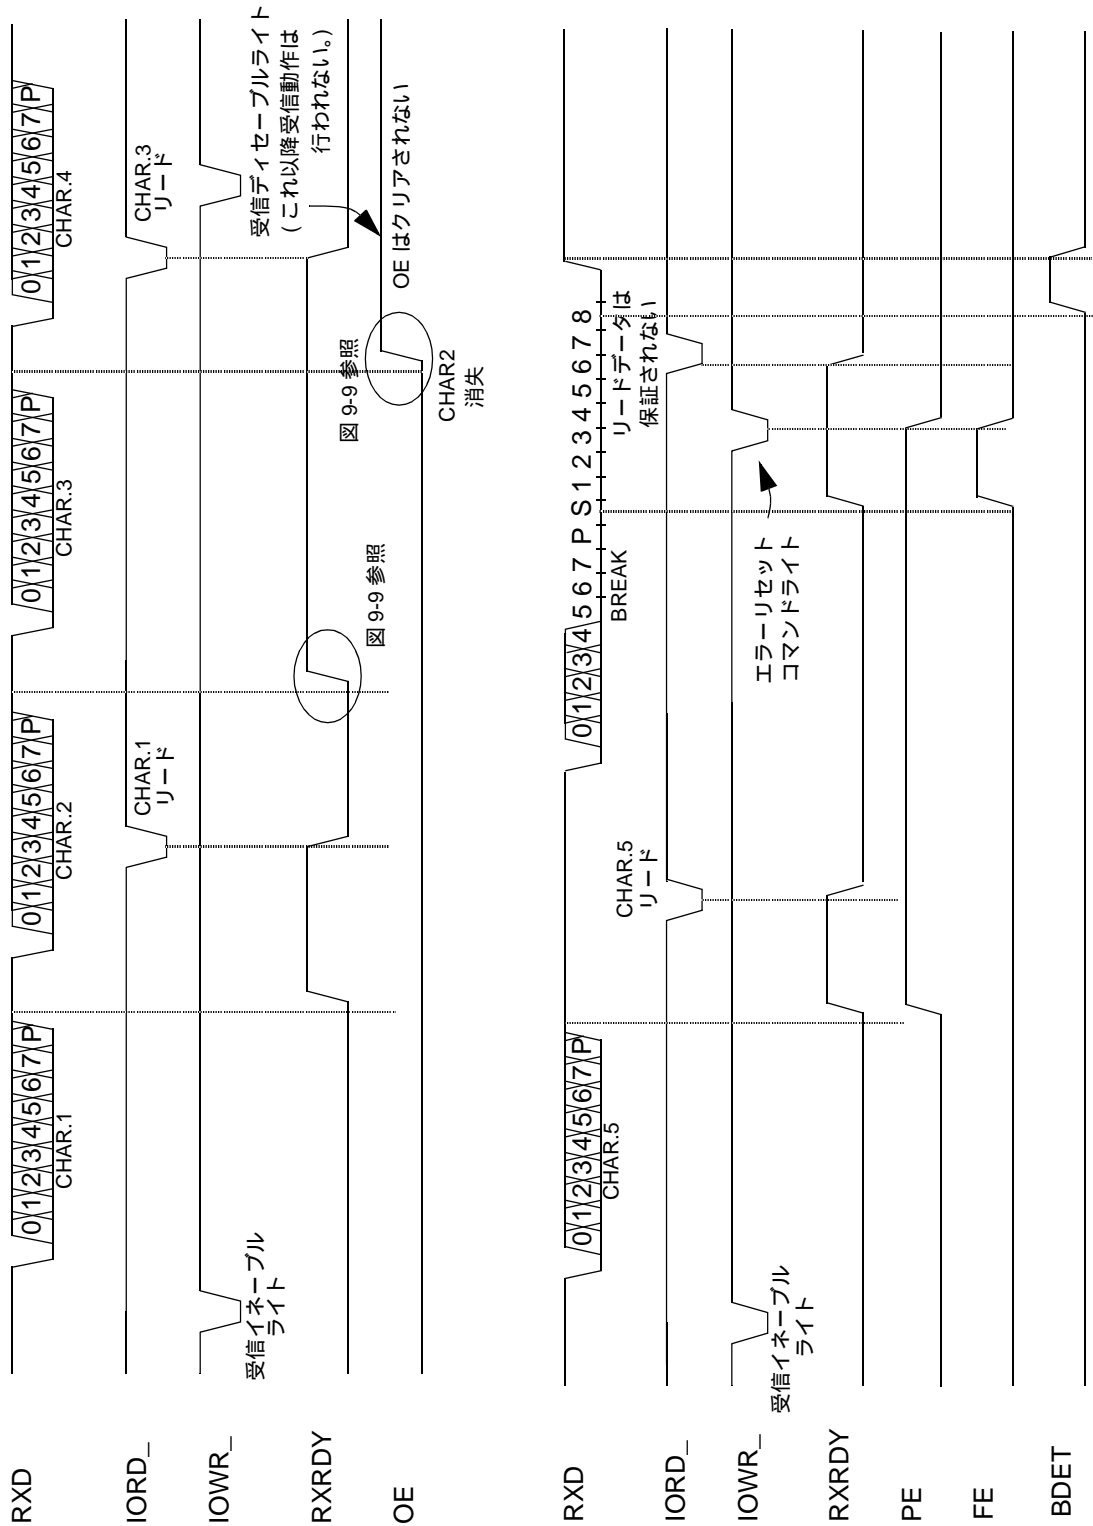 RXD
0 1 2 3 4 5 6 7 P
0 1 2 3 4 5 6 7 P
0 1 2 3 4 5 6 7 P
0 1 2 3 4 5 6 7 P
CHAR.1
CHAR.2
CHAR.3
CHAR.4
IORD_
CHAR.1
リード
CHAR.3
リード
IOWR_
受信イネーブル
ライト
受信ディセーブルライト
(これ以降受信動作は
行われない。)
RXRDY
図 9-9 参照
図 9-9 参照
OE
OE はクリアされない
CHAR2
消失
RXD
0 1 2 3 4 5 6 7 P
0 1 2 3 4 5 6 7 P S 1 2 3 4 5 6 7 8
CHAR.5
BREAK
リードデータは
保証されない
IORD_
CHAR.5
リード
IOWR_
受信イネーブル
ライト
エラーリセット
コマンドライト
RXRDY
PE
FE
BDET